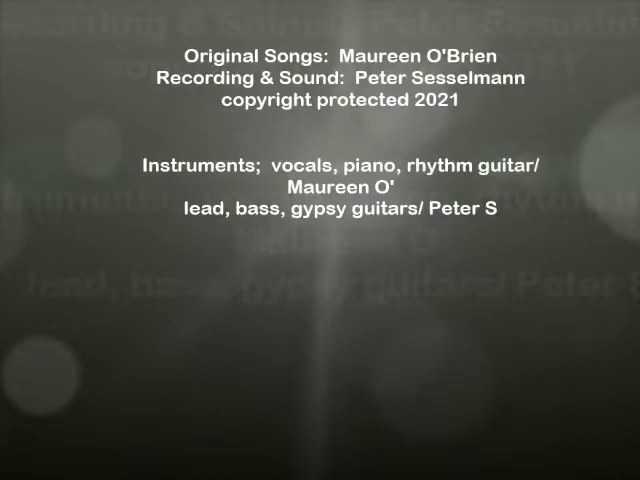 Original Songs:  Maureen O'Brien
Recording & Sound:  Peter Sesselmann
copyright protected 2021
Instruments;  vocals, piano, rhythm guitar/
Maureen O'
lead, bass, gypsy guitars/ Peter S